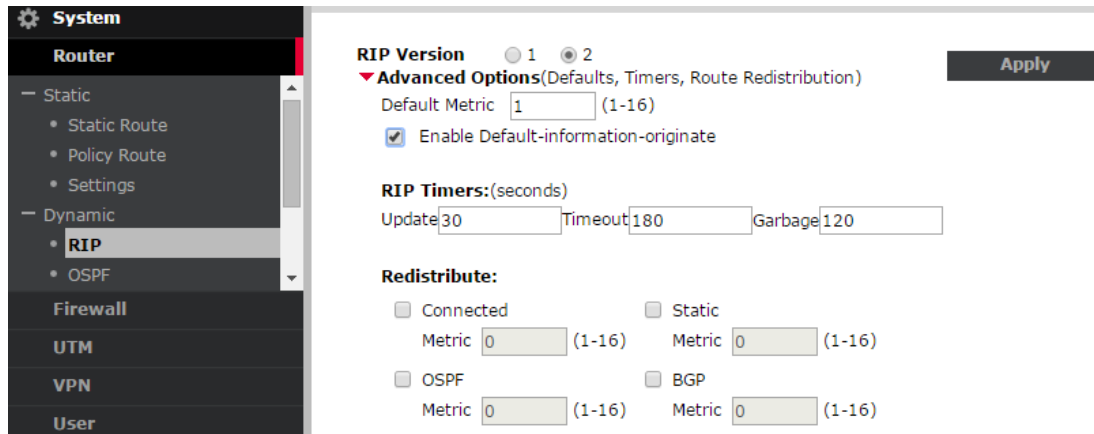 System
Router
Static
Static Route
Policy Route
Settings
Dynamic
RIP
OSPF
Firewall
UTM
VPN
User
RIP Version 1 2
Apply
Advanced Options(Defaults, Timers, Route Redistribution)
Default Metric 1 (1-16)
Enable Default-information-originate
RIP Timers:(seconds)
Update 30 Timeout 180 Garbage 120
Redistribute:
Connected Static
Metric 0 (1-16) Metric 0 (1-16)
OSPF BGP
Metric 0 (1-16) Metric 0 (1-16)